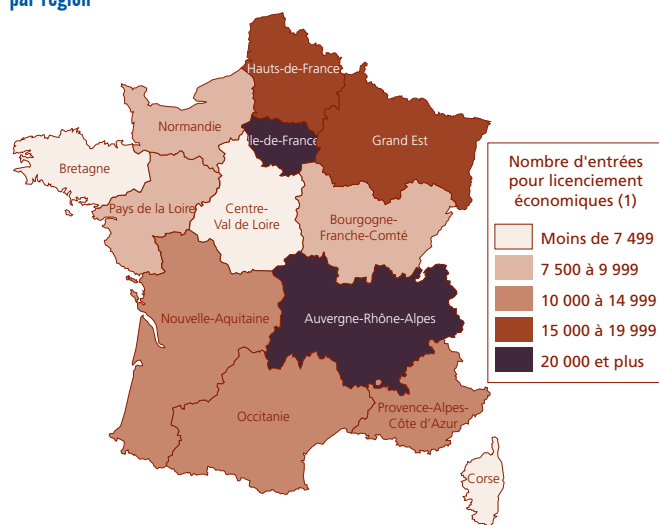 par région
Hauts-de-France
Normandie
Ile-de-France
Grand Est
Bretagne
Pays de la Loire
Centre-
Val de Loire
Bourgogne-
Franche-Comté
Nouvelle-Aquitaine
Auvergne-Rhône-Alpes
Occitanie
Provence-Alpes-
Côte d'Azur
Corse
Nombre d'entrées
pour licenciement
économiques (1)
Moins de 7 499
7 500 à 9 999
10 000 à 14 999
15 000 à 19 999
20 000 et plus